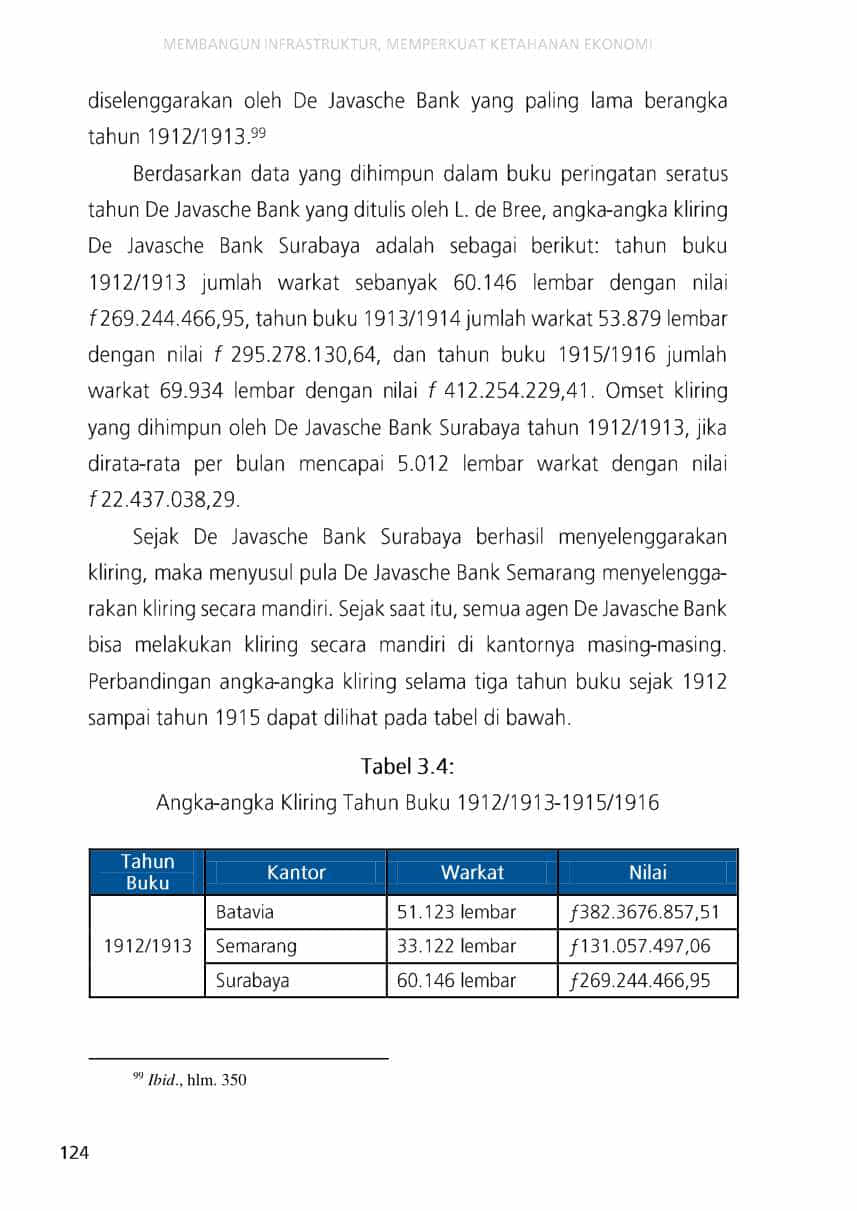 MEMBANGUN INFRASTRUKTUR, MEMPERKUAT KETAHANAN EKONOMI
diselenggarakan oleh De Javasche Bank yang paling lama berangka
tahun 1912/1913.99
Berdasarkan data yang dihimpun dalam buku peringatan seratus
tahun De Javasche Bank yang ditulis oleh L. de Bree, angka-angka kliring
De Javasche Bank Surabaya adalah sebagai berikut: tahun buku
1912/1913 jumlah warkat sebanyak 60.146 lembar dengan nilai
ƒ 269.244.466,95, tahun buku 1913/1914 jumlah warkat 53.879 lembar
dengan nilai ƒ 295.278.130,64, dan tahun buku 1915/1916 jumlah
warkat 69.934 lembar dengan nilai ƒ 412.254.229,41. Omset kliring
yang dihimpun oleh De Javasche Bank Surabaya tahun 1912/1913, jika
dirata-rata per bulan mencapai 5.012 lembar warkat dengan nilai
ƒ 22.437.038,29.
Sejak De Javasche Bank Surabaya berhasil menyelenggarakan
kliring, maka menyusul pula De Javasche Bank Semarang menyelengga-
rakan kliring secara mandiri. Sejak saat itu, semua agen De Javasche Bank
bisa melakukan kliring secara mandiri di kantornya masing-masing.
Perbandingan angka-angka kliring selama tiga tahun buku sejak 1912
sampai tahun 1915 dapat dilihat pada tabel di bawah.
Tabel 3.4:
Angka-angka Kliring Tahun Buku 1912/1913-1915/1916
Tahun Buku Kantor Warkat Nilai
Batavia 51.123 lembar ƒ382.3676.857,51
1912/1913 Semarang 33.122 lembar ƒ131.057.497,06
Surabaya 60.146 lembar ƒ269.244.466,95
99 Ibid., hlm. 350
124